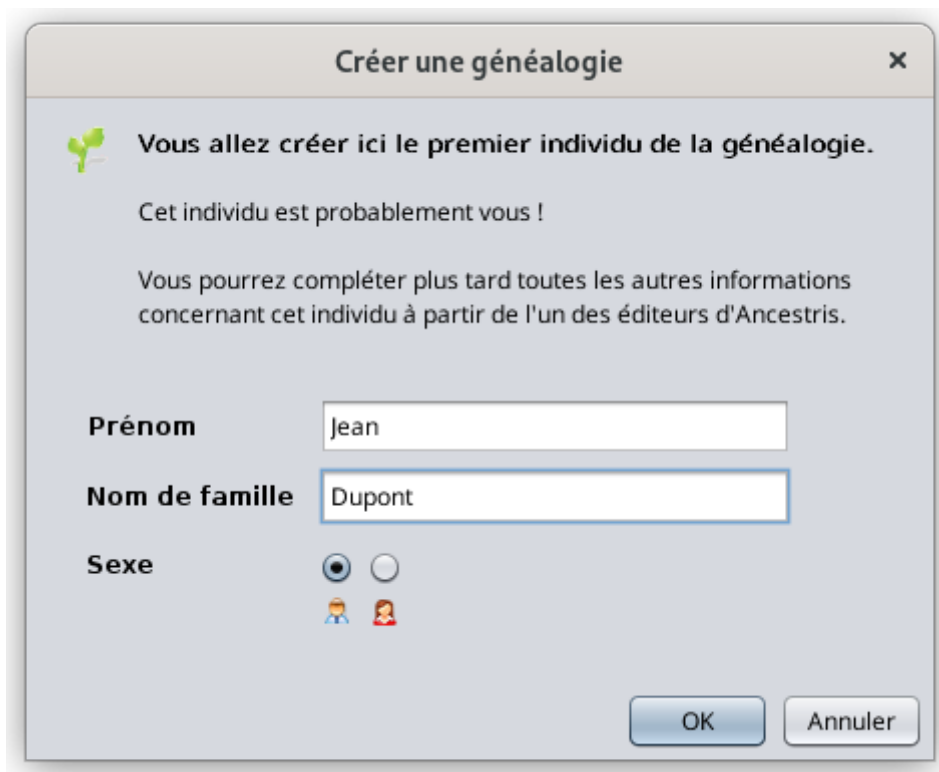 Créer une généalogie
Vous allez créer ici le premier individu de la généalogie.
Cet individu est probablement vous !
Vous pourrez compléter plus tard toutes les autres informations
concernant cet individu à partir de l'un des éditeurs d'Ancestris.
Prénom Jean
Nom de famille Dupont
Sexe
OK Annuler